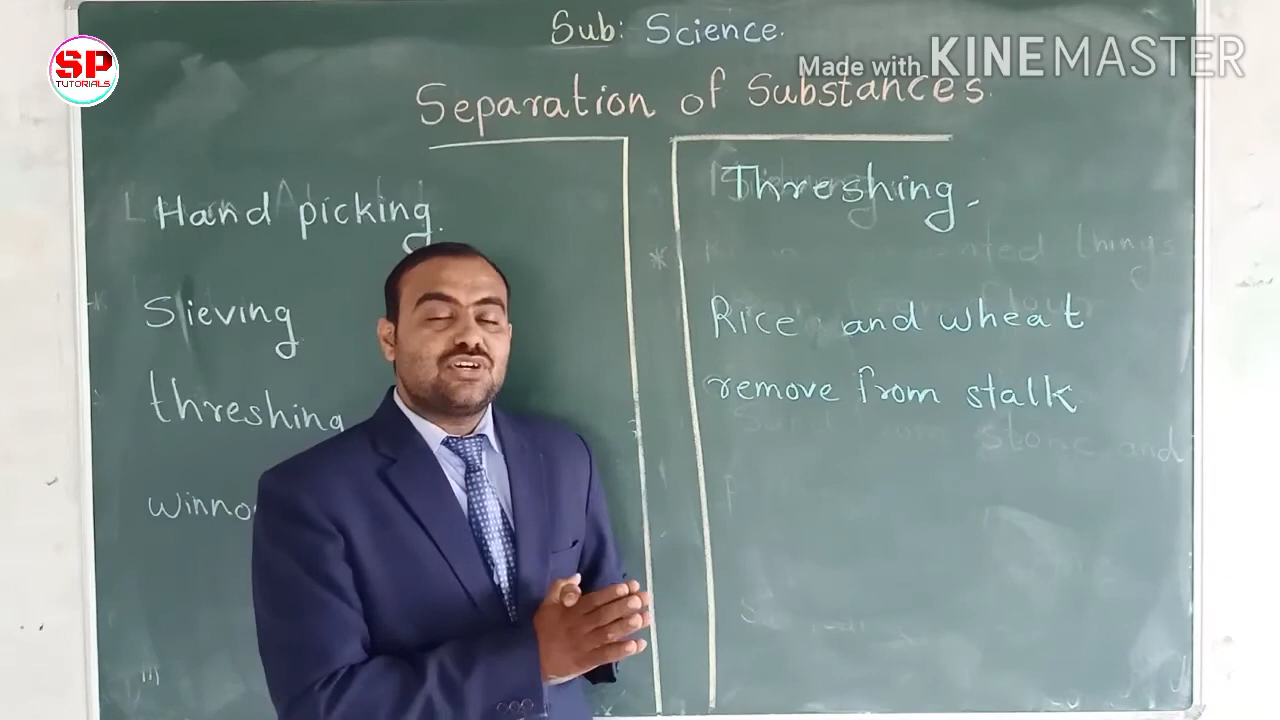 SP
TUTORIALS
Sub: Science.
Made with KINEMASTER
Separation of Substances.
Hand picking.
Sieving
threshing
winno
Threshing
Rice and wheat
remove from stalk